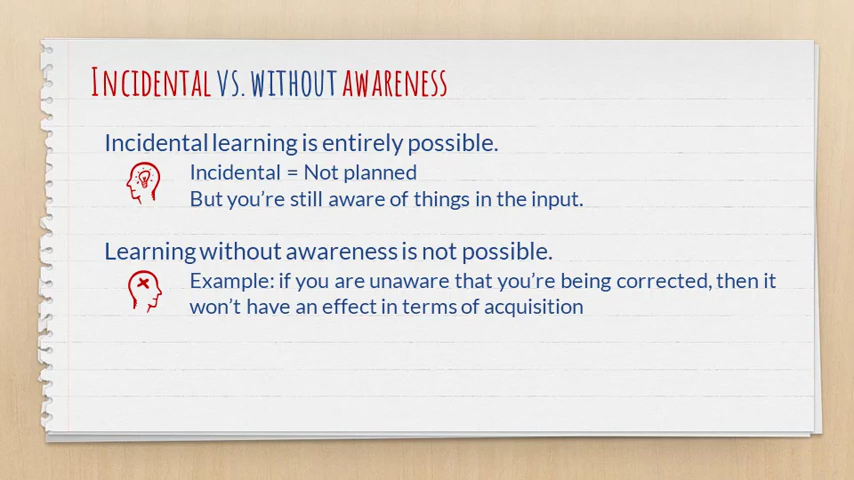 INCIDENTAL VS. WITHOUT AWARENESS
Incidental learning is entirely possible.
Incidental = Not planned
But you're still aware of things in the input.
Learning without awareness is not possible.
Example: if you are unaware that you're being corrected, then it
won't have an effect in terms of acquisition